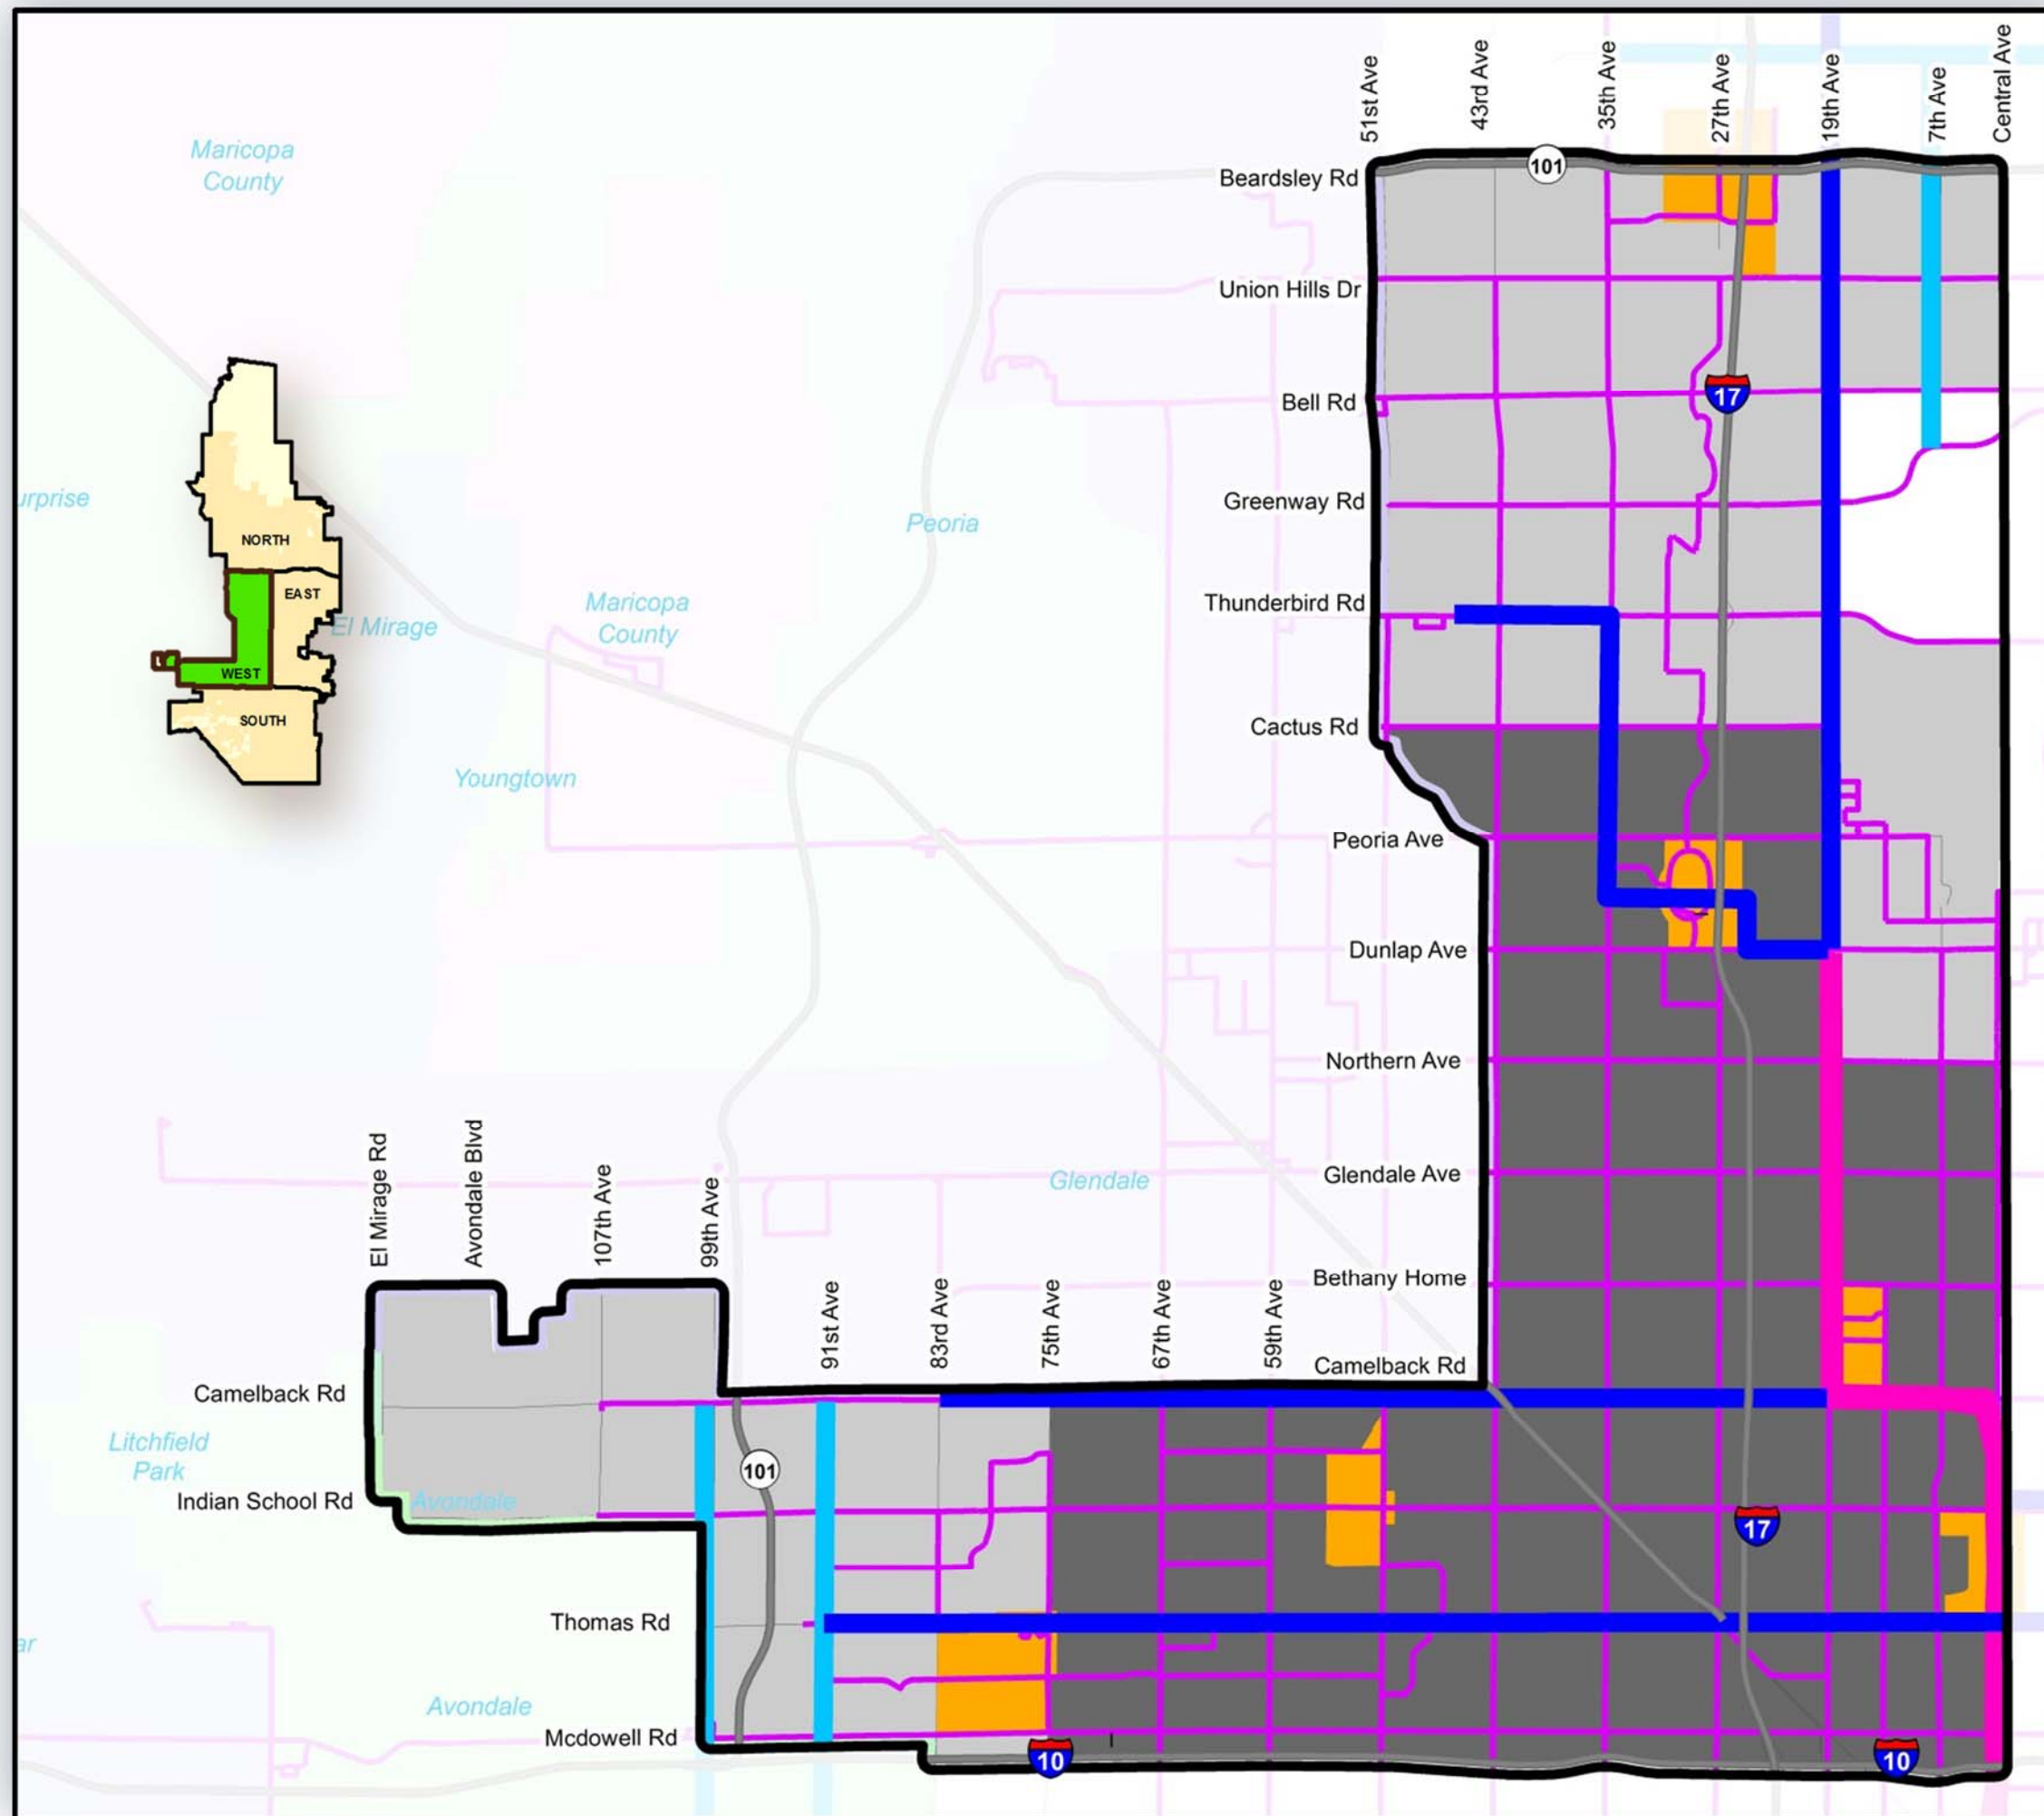 51st Ave
43rd Ave
35th Ave
27th Ave
19th Ave
7th Ave
Central Ave
Maricopa
County
Beardsley Rd
101
Union Hills Dr
Bell Rd
17
urprise
Greenway Rd
Peoria
NORTH
EAST
WEST
SOUTH
El Mirage
Maricopa
County
Thunderbird Rd
Cactus Rd
Youngtown
Peoria Ave
Dunlap Ave
Northern Ave
Glendale
Glendale Ave
El Mirage Rd
Avondale Blvd
107th Ave
99th Ave
91st Ave
83rd Ave
75th Ave
67th Ave
59th Ave
Bethany Home
Camelback Rd
Camelback Rd
Litchfield
Park
101
Indian School Rd
Avondale
17
Thomas Rd
ar
Avondale
Mcdowell Rd
10
10